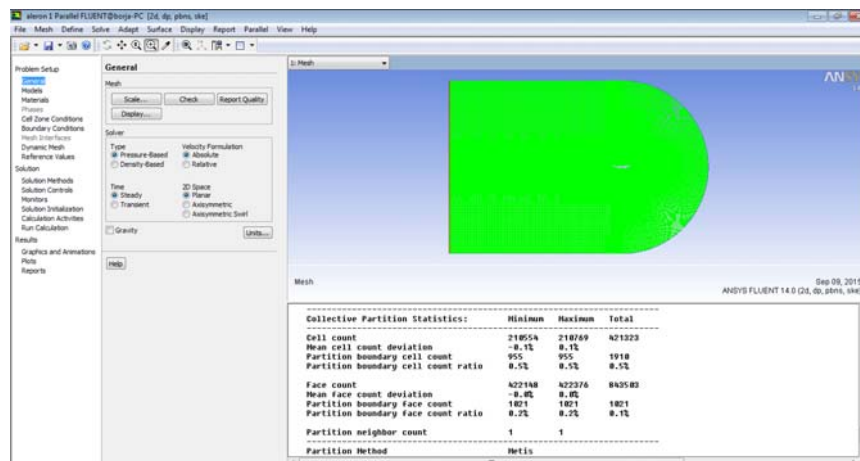 aleron 1 Parallel FLUENT@borja-PC [2d, dp, pbns, ske]
File Mesh Define Solve Adapt Surface Display Report Parallel View Help
Problem Setup
General
Models
Materials
Phases
Cell Zone Conditions
Boundary Conditions
Mesh Interfaces
Dynamic Mesh
Reference Values
Solution
Solution Methods
Solution Controls
Monitors
Solution Initialization
Calculation Activities
Run Calculation
Results
Graphics and Animations
Plots
Reports
General
Mesh
Scale... Check Report Quality
Display...
Solver
Type Velocity Formulation
Pressure-Based Absolute
Density-Based Relative
Time 2D Space
Steady Planar
Transient Axisymmetric
Axisymmetric Swirl
Gravity Units...
Help
1: Mesh
Mesh
Sep 09, 2015
ANSYS FLUENT 14.0 (2d, dp, pbns, ske)
Collective Partition Statistics: Minimum Maximum Total
Cell count 210554 210769 421323
Mean cell count deviation -0.1% 0.1%
Partition boundary cell count 955 955 1910
Partition boundary cell count ratio 0.5% 0.5% 0.5%
Face count 422148 422376 843503
Mean face count deviation -0.0% 0.0%
Partition boundary face count 1021 1021 1021
Partition boundary face count ratio 0.2% 0.2% 0.1%
Partition neighbor count 1 1
Partition Method Metis